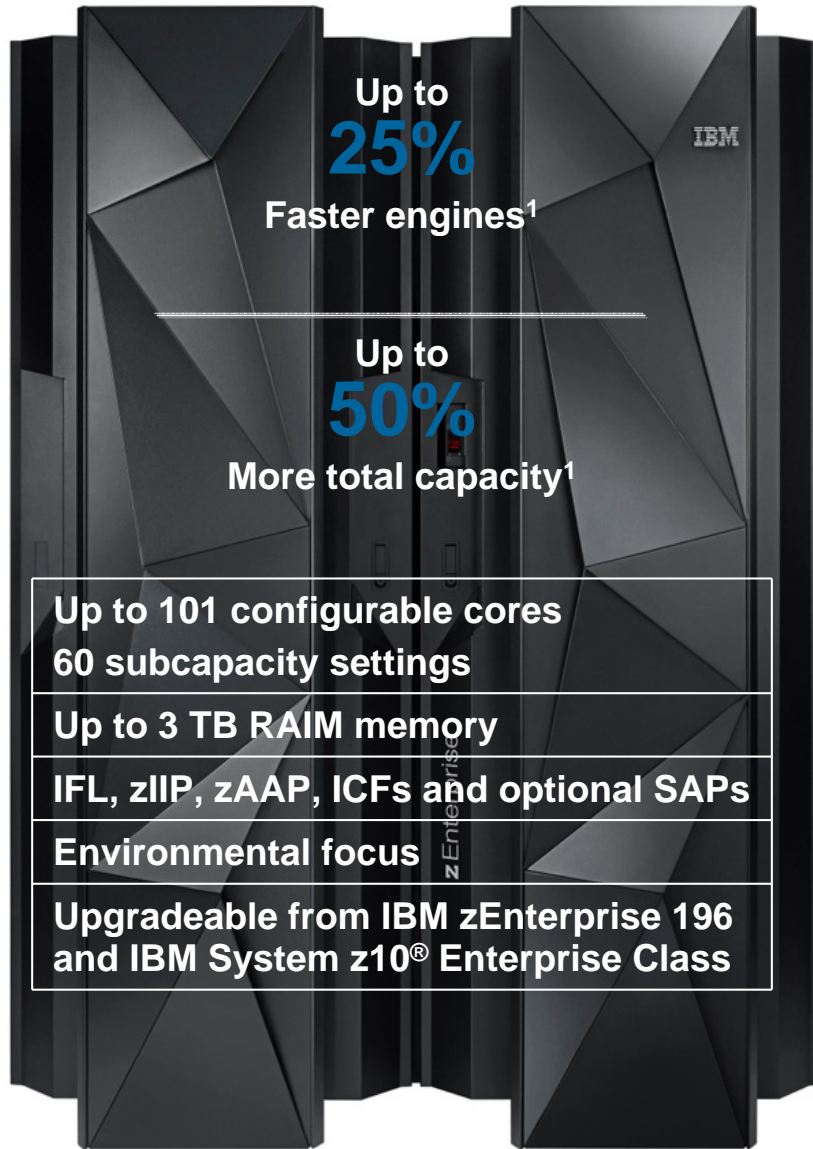 Up to
25%
IBM
Faster engines¹
Up to
50%
More total capacity¹
Up to 101 configurable cores
60 subcapacity settings
Up to 3 TB RAIM memory
IFL, zIIP, zAAP, ICFs and optional SAPs
zEnterprise
Environmental focus
Upgradeable from IBM zEnterprise 196
and IBM System z10® Enterprise Class